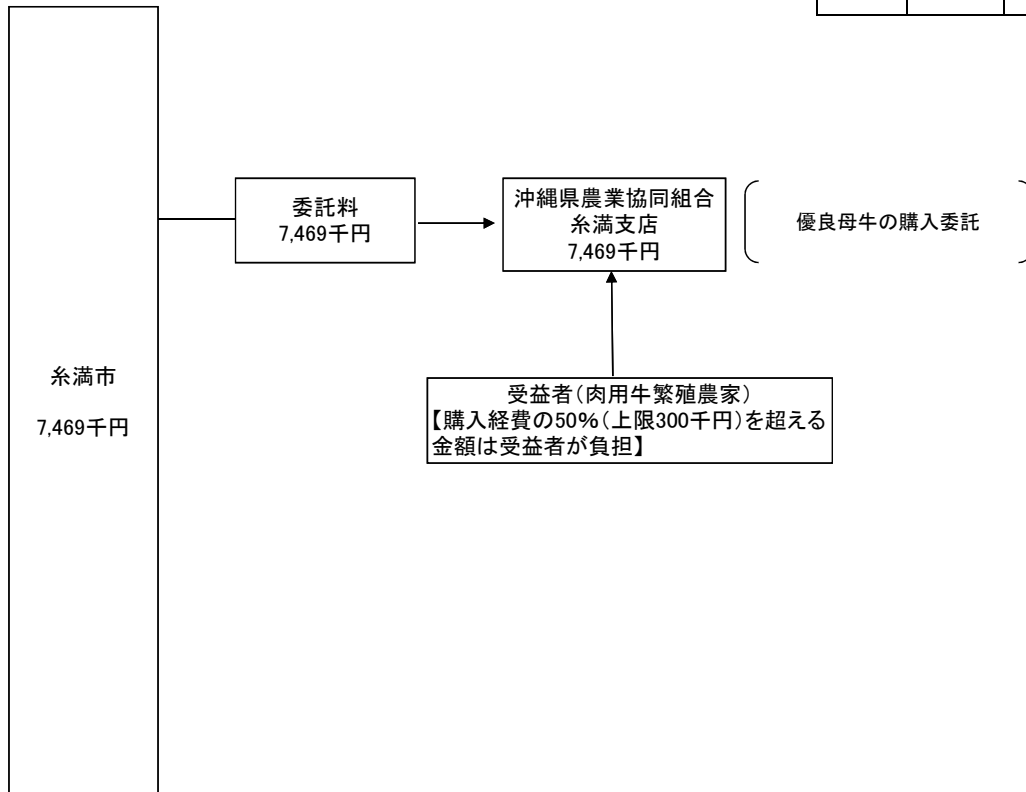 委託料
7,469千円
沖縄県農業協同組合
糸満支店
7,469千円
優良母牛の購入委託
糸満市
7,469千円
受益者(肉用牛繁殖農家)
【購入経費の50%(上限300千円)を超える
金額は受益者が負担】